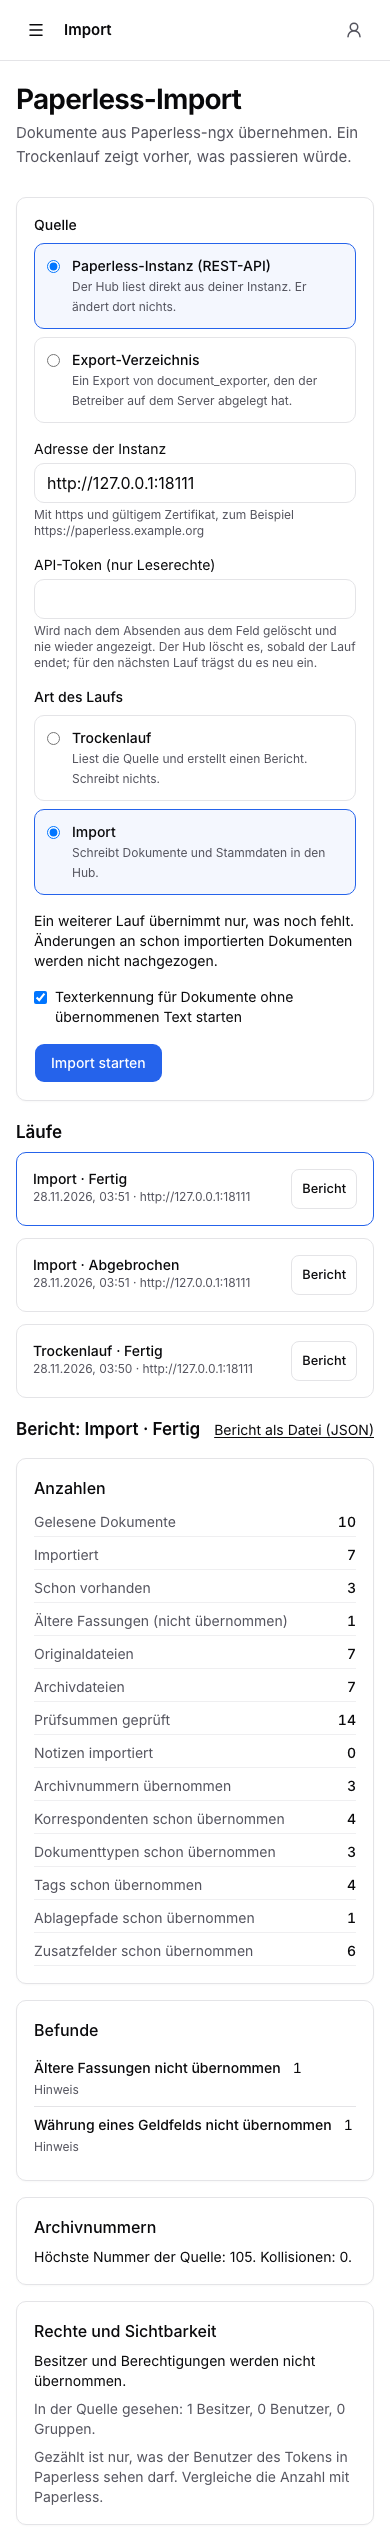 Import
Paperless-Import
Dokumente aus Paperless-ngx übernehmen. Ein
Trockenlauf zeigt vorher, was passieren würde.
Quelle
Paperless-Instanz (REST-API)
Der Hub liest direkt aus deiner Instanz. Er
ändert dort nichts.
Export-Verzeichnis
Ein Export von document_exporter, den der
Betreiber auf dem Server abgelegt hat.
Adresse der Instanz
http://127.0.0.1:18111
Mit https und gültigem Zertifikat, zum Beispiel
https://paperless.example.org
API-Token (nur Leserechte)
Wird nach dem Absenden aus dem Feld gelöscht und
nie wieder angezeigt. Der Hub löscht es, sobald der Lauf
endet; für den nächsten Lauf trägst du es neu ein.
Art des Laufs
Trockenlauf
Liest die Quelle und erstellt einen Bericht.
Schreibt nichts.
Import
Schreibt Dokumente und Stammdaten in den
Hub.
Ein weiterer Lauf übernimmt nur, was noch fehlt.
Änderungen an schon importierten Dokumenten
werden nicht nachgezogen.
Texterkennung für Dokumente ohne
übernommenen Text starten
Import starten
Läufe
Import · Fertig
28.11.2026, 03:51 · http://127.0.0.1:18111
Bericht
Import · Abgebrochen
28.11.2026, 03:51 · http://127.0.0.1:18111
Bericht
Trockenlauf · Fertig
28.11.2026, 03:50 · http://127.0.0.1:18111
Bericht
Bericht: Import · Fertig Bericht als Datei (JSON)
Anzahlen
Gelesene Dokumente 10
Importiert 7
Schon vorhanden 3
Ältere Fassungen (nicht übernommen) 1
Originaldateien 7
Archivdateien 7
Prüfsummen geprüft 14
Notizen importiert 0
Archivnummern übernommen 3
Korrespondenten schon übernommen 4
Dokumenttypen schon übernommen 3
Tags schon übernommen 4
Ablagepfade schon übernommen 1
Zusatzfelder schon übernommen 6
Befunde
Ältere Fassungen nicht übernommen 1
Hinweis
Währung eines Geldfelds nicht übernommen 1
Hinweis
Archivnummern
Höchste Nummer der Quelle: 105. Kollisionen: 0.
Rechte und Sichtbarkeit
Besitzer und Berechtigungen werden nicht
übernommen.
In der Quelle gesehen: 1 Besitzer, 0 Benutzer, 0
Gruppen.
Gezählt ist nur, was der Benutzer des Tokens in
Paperless sehen darf. Vergleiche die Anzahl mit
Paperless.